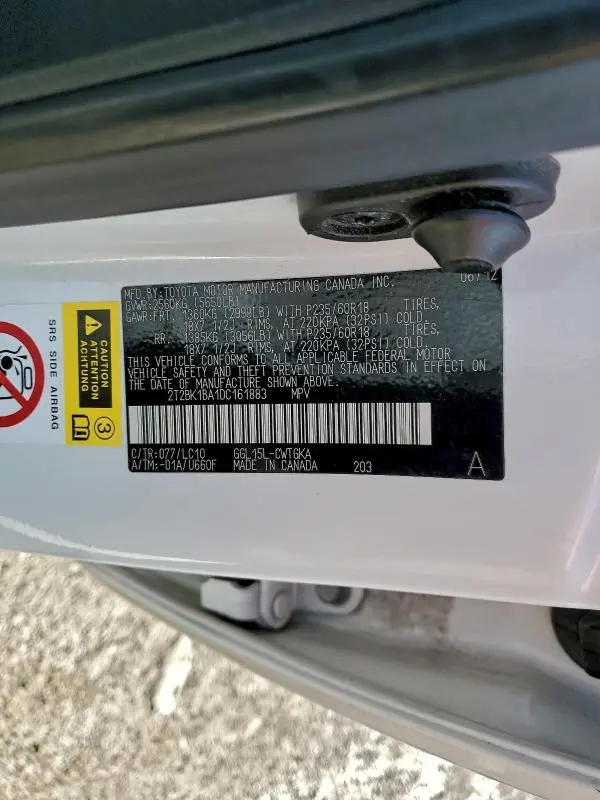 MFD.BY:TOYOTA MOTOR MANUFACTURING CANADA INC. 06/12
GVWR:2560KG (5650LB)
GAWR:FRT. 1360KG (2999LB) WITH P235/60R18 TIRES,
18X7 1/2J RIMS, AT 220KPA (32PSI) COLD.
RR. 1385KG (3056LB) WITH P235/60R18 TIRES,
18X7 1/2J RIMS, AT 220KPA (32PSI) COLD.
THIS VEHICLE CONFORMS TO ALL APPLICABLE FEDERAL MOTOR
VEHICLE SAFETY AND THEFT PREVENTION STANDARDS IN EFFECT ON
THE DATE OF MANUFACTURE SHOWN ABOVE.
2T2BK1BA1DC161883 MPV
C/TR:077/LC10 GGL15L-CWTGKA
A/TM:-01A/U660F MADE IN CANADA 203
A
CAUTION
ATTENTION
ACHTUNG
3
SRS SIDE AIRBAG